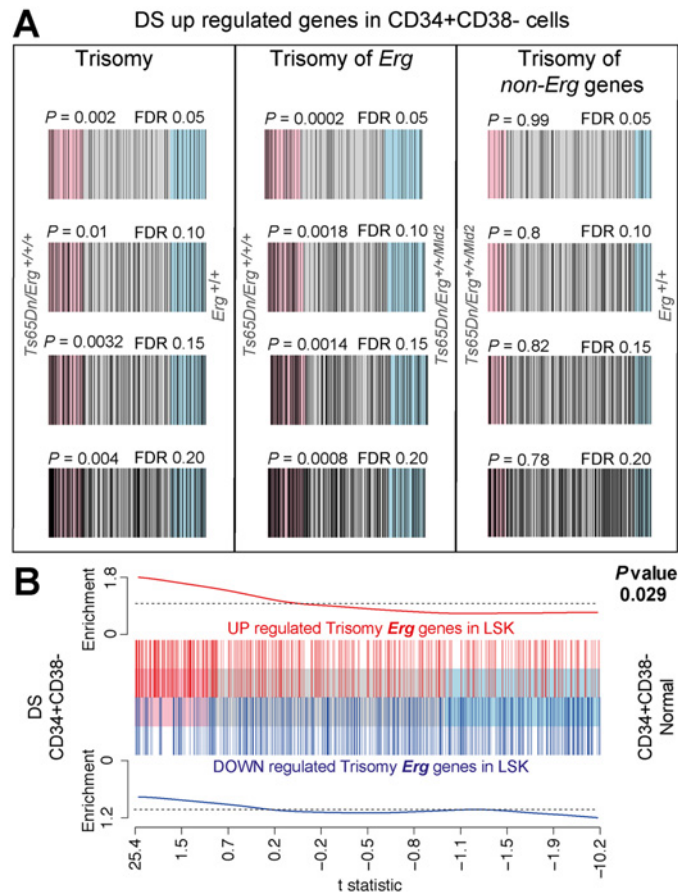 A
DS up regulated genes in CD34+CD38- cells
Trisomy
P = 0.002 FDR 0.05
P = 0.01 FDR 0.10
P = 0.0032 FDR 0.15
P = 0.004 FDR 0.20
Ts65Dn/Erg+/+/+
Erg+/+
Trisomy of Erg
P = 0.0002 FDR 0.05
P = 0.0018 FDR 0.10
P = 0.0014 FDR 0.15
P = 0.0008 FDR 0.20
Ts65Dn/Erg+/+/+
Ts65Dn/Erg+/+/Mld2
Trisomy of
non-Erg genes
P = 0.99 FDR 0.05
P = 0.8 FDR 0.10
P = 0.82 FDR 0.15
P = 0.78 FDR 0.20
Ts65Dn/Erg+/+/Mld2
Erg+/+
B
P value
0.029
Enrichment
1.8
0
UP regulated Trisomy Erg genes in LSK
DS
CD34+CD38-
CD34+CD38-
Normal
DOWN regulated Trisomy Erg genes in LSK
Enrichment
0
1.2
25.4 1.5 0.7 0.2 -0.2 -0.5 -0.8 -1.1 -1.5 -1.9 -10.2
t statistic